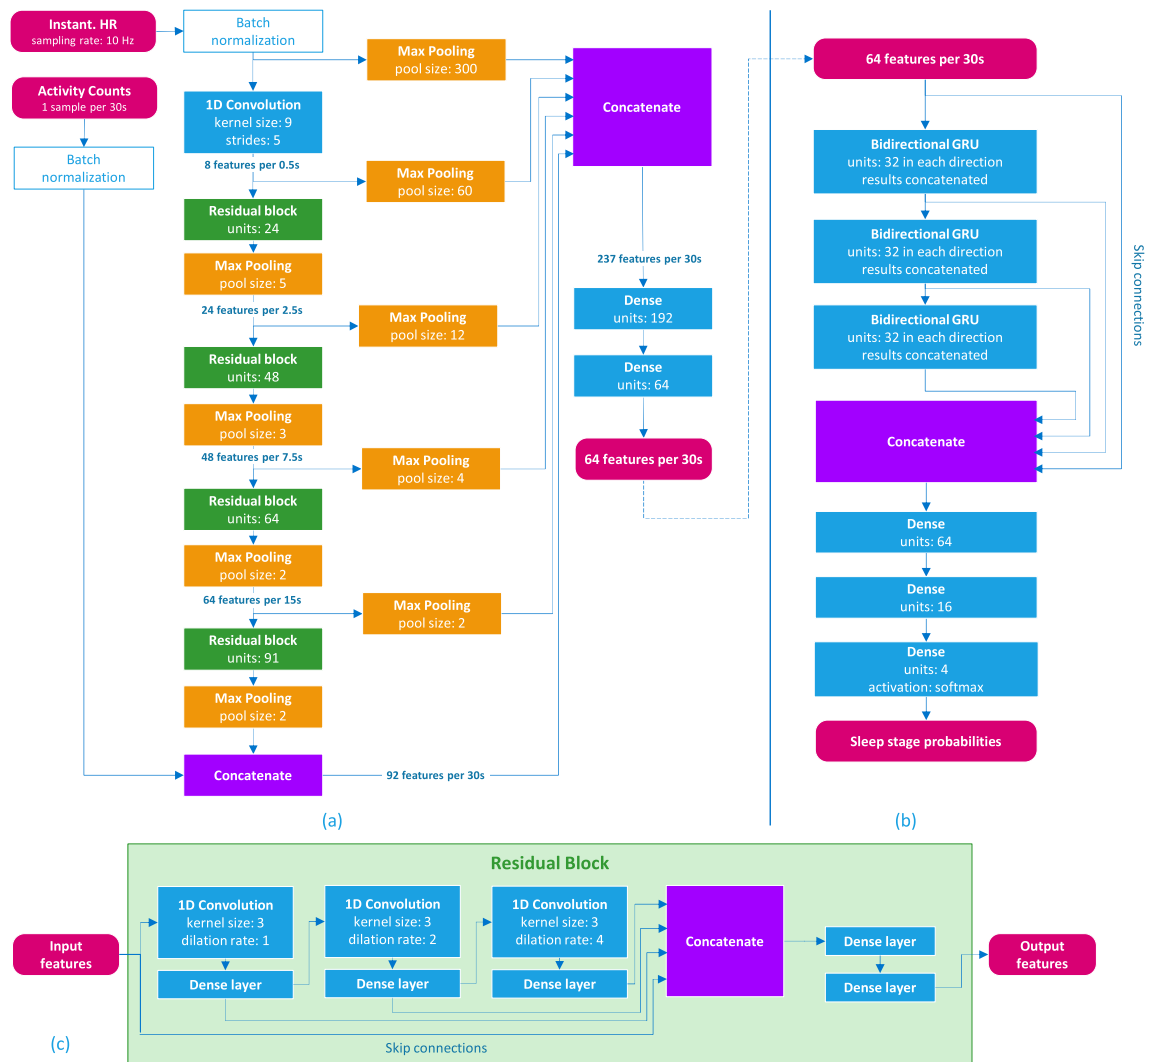 Instant. HR
sampling rate: 10 Hz
Batch
normalization
Activity Counts
1 sample per 30s
Batch
normalization
1D Convolution
kernel size: 9
strides: 5
8 features per 0.5s
Residual block
units: 24
Max Pooling
pool size: 5
24 features per 2.5s
Residual block
units: 48
Max Pooling
pool size: 3
48 features per 7.5s
Residual block
units: 64
Max Pooling
pool size: 2
64 features per 15s
Residual block
units: 91
Max Pooling
pool size: 2
Concatenate
92 features per 30s
Max Pooling
pool size: 300
Max Pooling
pool size: 60
Max Pooling
pool size: 12
Max Pooling
pool size: 4
Max Pooling
pool size: 2
Concatenate
237 features per 30s
Dense
units: 192
Dense
units: 64
64 features per 30s
(a)
64 features per 30s
Bidirectional GRU
units: 32 in each direction
results concatenated
Bidirectional GRU
units: 32 in each direction
results concatenated
Bidirectional GRU
units: 32 in each direction
results concatenated
Skip connections
Concatenate
Dense
units: 64
Dense
units: 16
Dense
units: 4
activation: softmax
Sleep stage probabilities
(b)
Residual Block
Input
features
1D Convolution
kernel size: 3
dilation rate: 1
Dense layer
1D Convolution
kernel size: 3
dilation rate: 2
Dense layer
1D Convolution
kernel size: 3
dilation rate: 4
Dense layer
Concatenate
Dense layer
Dense layer
Output
features
Skip connections
(c)